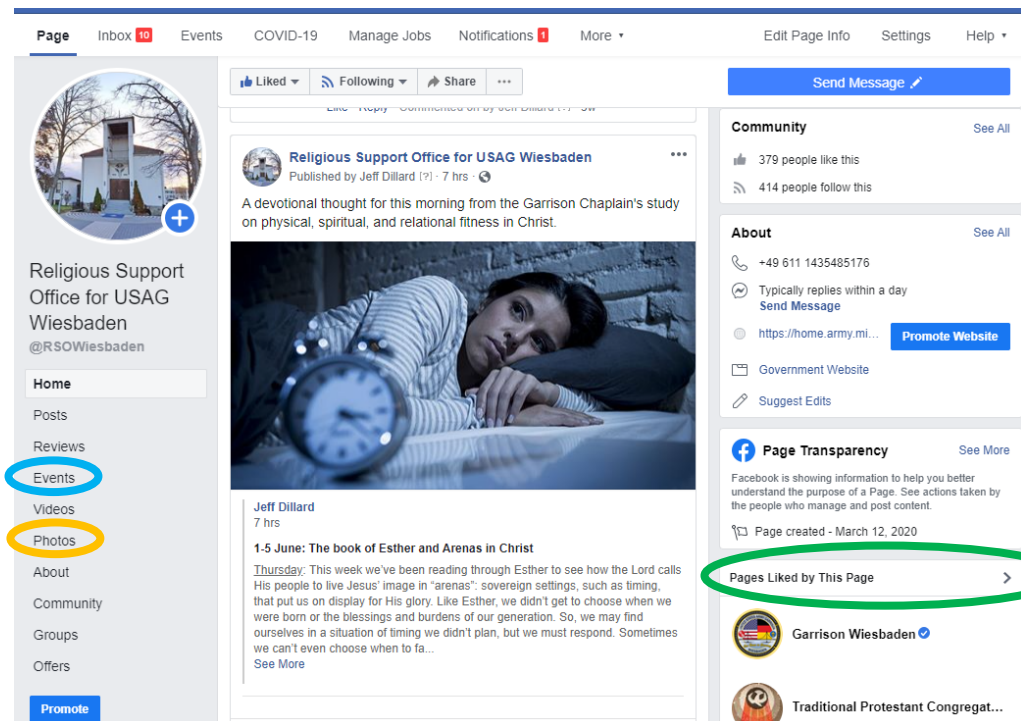 Page Inbox 10 Events COVID-19 Manage Jobs Notifications 1 More Edit Page Info Settings Help
Liked Following Share ...
Send Message
Religious Support
Office for USAG
Wiesbaden
@RSOWiesbaden
Home
Posts
Reviews
Events
Videos
Photos
About
Community
Groups
Offers
Promote
Like Reply Commented on by Jeff Dillard [?] 3w
Religious Support Office for USAG Wiesbaden
Published by Jeff Dillard [?] · 7 hrs ·
A devotional thought for this morning from the Garrison Chaplain's study
on physical, spiritual, and relational fitness in Christ.
Jeff Dillard
7 hrs
1-5 June: The book of Esther and Arenas in Christ
Thursday: This week we've been reading through Esther to see how the Lord calls
His people to live Jesus' image in “arenas”: sovereign settings, such as timing,
that put us on display for His glory. Like Esther, we didn't get to choose when we
were born or the blessings and burdens of our generation. So, we may find
ourselves in a situation of timing we didn't plan, but we must respond. Sometimes
we can't even choose when to fa...
See More
Community See All
379 people like this
414 people follow this
About See All
+49 611 1435485176
Typically replies within a day
Send Message
https://home.army.mi... Promote Website
Government Website
Suggest Edits
Page Transparency See More
Facebook is showing information to help you better
understand the purpose of a Page. See actions taken by
the people who manage and post content.
Page created - March 12, 2020
Pages Liked by This Page
Garrison Wiesbaden
Traditional Protestant Congregat...